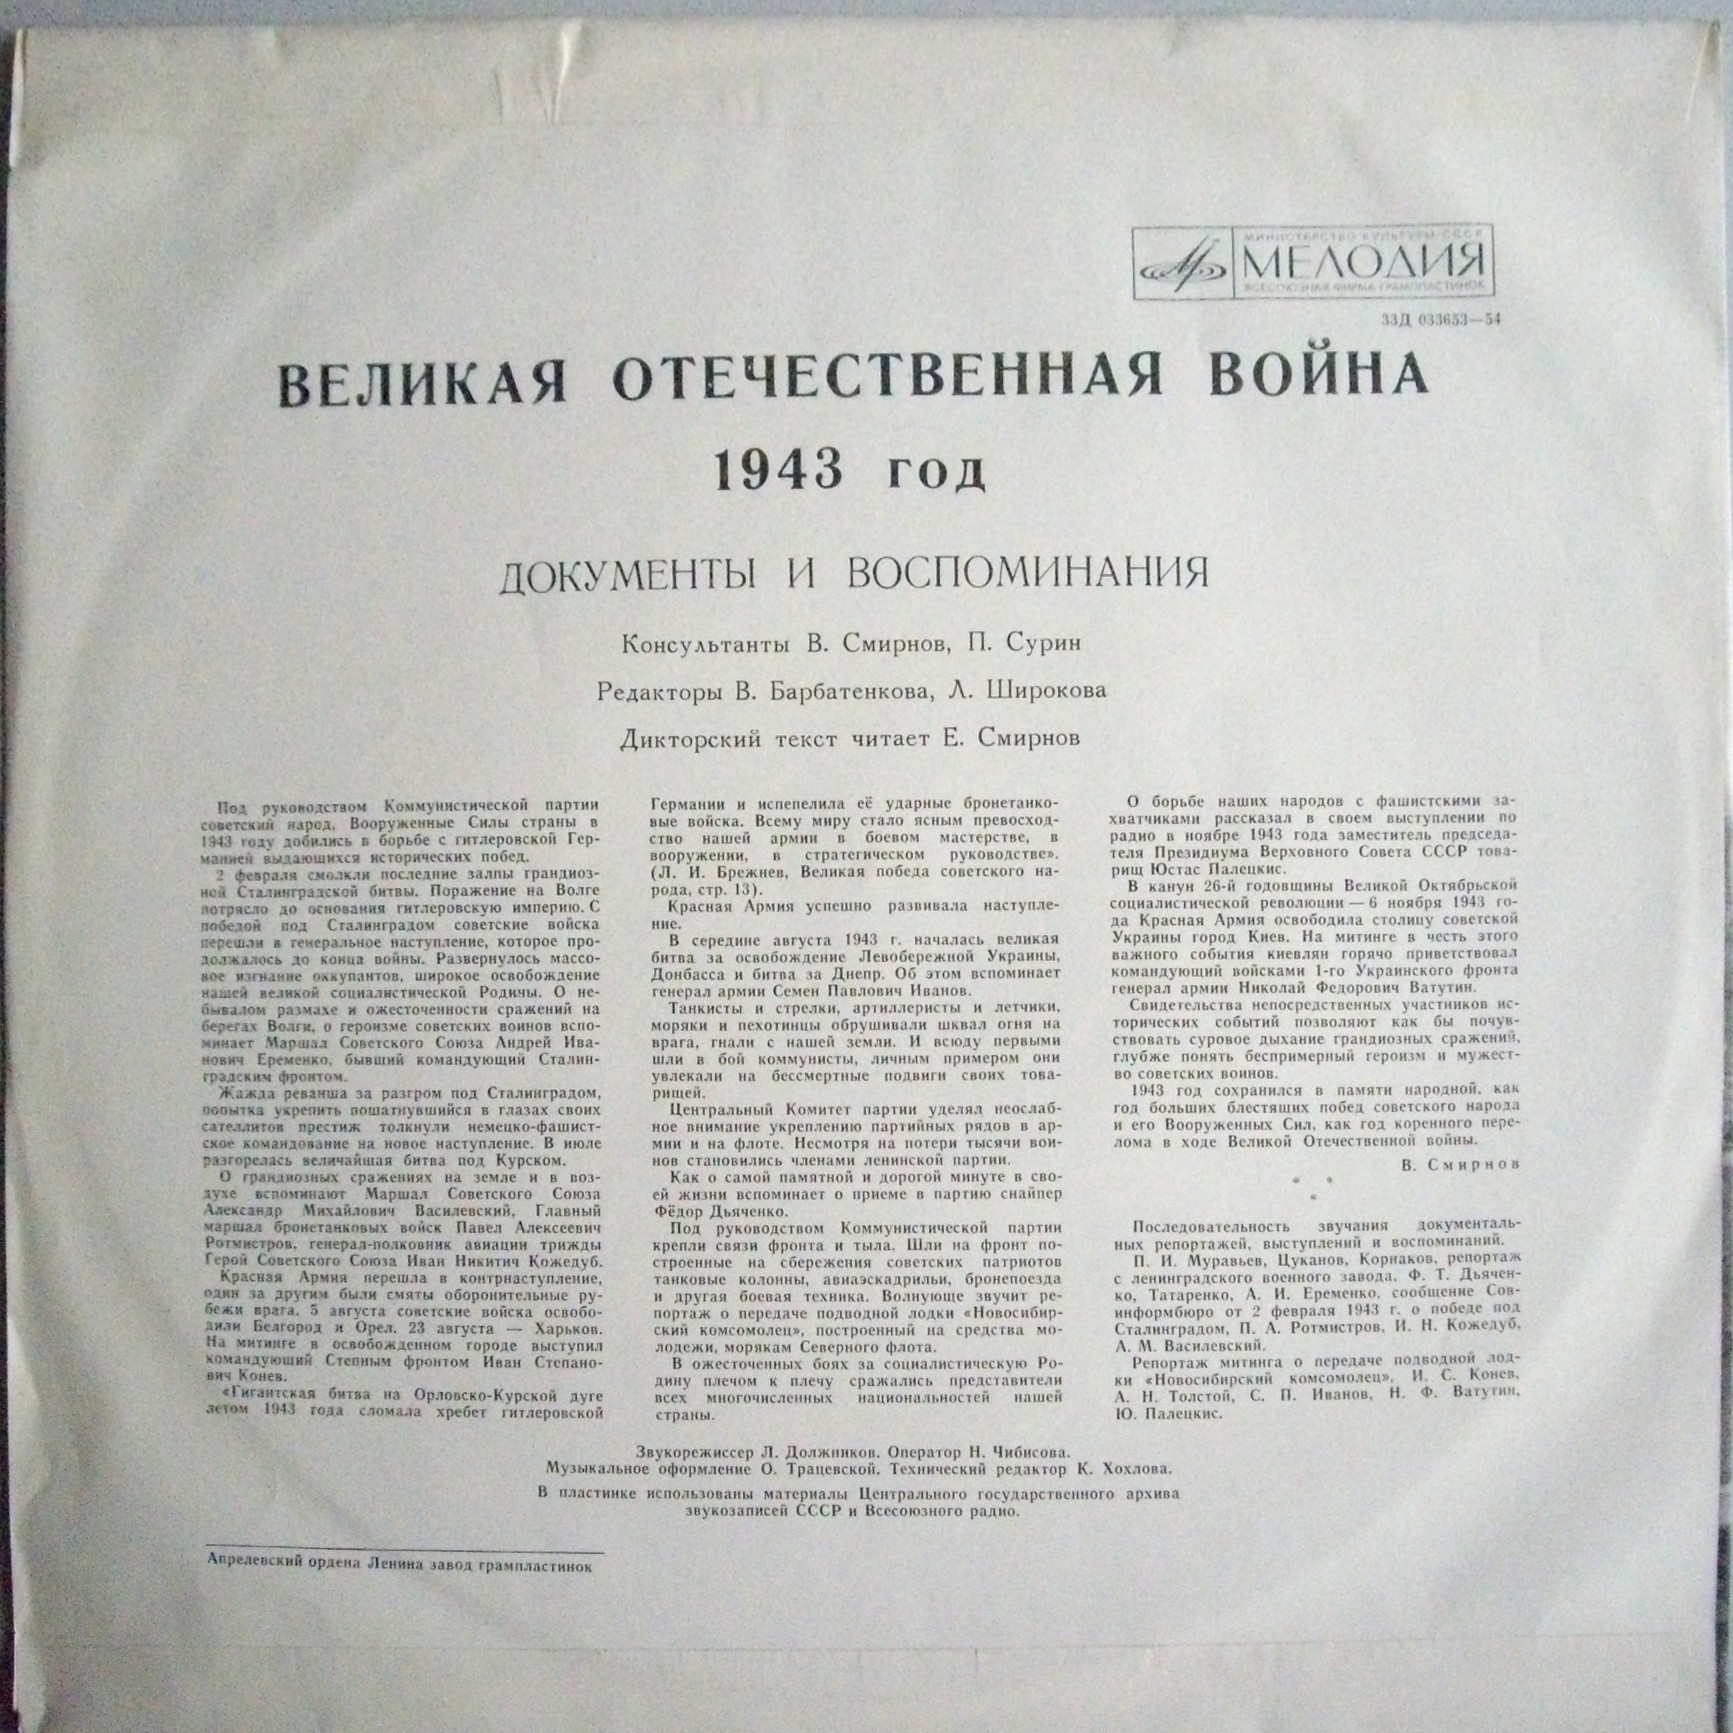 МИНИСТЕРСТВО КУЛЬТУРЫ СССР
МЕЛОДИЯ
ВСЕСОЮЗНАЯ ФИРМА ГРАМПЛАСТИНОК
33Д 033653—54
ВЕЛИКАЯ ОТЕЧЕСТВЕННАЯ ВОЙНА
1943 год
ДОКУМЕНТЫ И ВОСПОМИНАНИЯ
Консультанты В. Смирнов, П. Сурин
Редакторы В. Барбатенкова, Л. Широкова
Дикторский текст читает Е. Смирнов
Под руководством Коммунистической партии
советский народ, Вооруженные Силы страны в
1943 году добились в борьбе с гитлеровской Гер-
манией выдающихся исторических побед.
2 февраля смолкли последние залпы грандиоз-
ной Сталинградской битвы. Поражение на Волге
потрясло до основания гитлеровскую империю. С
победой под Сталинградом советские войска
перешли в генеральное наступление, которое про-
должалось до конца войны. Развернулось массо-
вое изгнание оккупантов, широкое освобождение
нашей великой социалистической Родины. О не-
бывалом размахе и ожесточенности сражений на
берегах Волги, о героизме советских воинов вспо-
минает Маршал Советского Союза Андрей Ива-
нович Еременко, бывший командующий Сталин-
градским фронтом.
Жажда реванша за разгром под Сталинградом,
попытка укрепить пошатнувшийся в глазах своих
сателлитов престиж толкнули немецко-фашист-
ское командование на новое наступление. В июле
разгорелась величайшая битва под Курском.
О грандиозных сражениях на земле и в воз-
духе вспоминают Маршал Советского Союза
Александр Михайлович Василевский, Главный
маршал бронетанковых войск Павел Алексеевич
Ротмистров, генерал-полковник авиации трижды
Герой Советского Союза Иван Никитич Кожедуб.
Красная Армия перешла в контрнаступление,
один за другим были смяты оборонительные ру-
бежи врага. 5 августа советские войска освобо-
дили Белгород и Орел, 23 августа — Харьков.
На митинге в освобожденном городе выступил
командующий Степным фронтом Иван Степано-
вич Конев.
«Гигантская битва на Орловско-Курской дуге
летом 1943 года сломала хребет гитлеровской
Германии и испепелила её ударные бронетанко-
вые войска. Всему миру стало ясным превосход-
ство нашей армии в боевом мастерстве, в
вооружении, в стратегическом руководстве».
(Л. И. Брежнев, Великая победа советского на-
рода, стр. 13).
Красная Армия успешно развивала наступле-
ние.
В середине августа 1943 г. началась великая
битва за освобождение Левобережной Украины,
Донбасса и битва за Днепр. Об этом вспоминает
генерал армии Семен Павлович Иванов.
Танкисты и стрелки, артиллеристы и летчики,
моряки и пехотинцы обрушивали шквал огня на
врага, гнали с нашей земли. И всюду первыми
шли в бой коммунисты, личным примером они
увлекали на бессмертные подвиги своих това-
рищей.
Центральный Комитет партии уделял неослаб-
ное внимание укреплению партийных рядов в ар-
мии и на флоте. Несмотря на потери тысячи вои-
нов становились членами ленинской партии.
Как о самой памятной и дорогой минуте в сво-
ей жизни вспоминает о приеме в партию снайпер
Фёдор Дьяченко.
Под руководством Коммунистической партии
крепли связи фронта и тыла. Шли на фронт по-
строенные на сбережения советских патриотов
танковые колонны, авиаэскадрильи, бронепоезда
и другая боевая техника. Волнующе звучит ре-
портаж о передаче подводной лодки «Новосибир-
ский комсомолец», построенный на средства мо-
лодежи, морякам Северного флота.
В ожесточенных боях за социалистическую Ро-
дину плечом к плечу сражались представители
всех многочисленных национальностей нашей
страны.
О борьбе наших народов с фашистскими за-
хватчиками рассказал в своем выступлении по
радио в ноябре 1943 года заместитель председа-
теля Президиума Верховного Совета СССР това-
рищ Юстас Палецкис.
В канун 26-й годовщины Великой Октябрьской
социалистической революции — 6 ноября 1943 го-
да Красная Армия освободила столицу советской
Украины город Киев. На митинге в честь этого
важного события киевлян горячо приветствовал
командующий войсками 1-го Украинского фронта
генерал армии Николай Федорович Ватутин.
Свидетельства непосредственных участников ис-
торических событий позволяют как бы почув-
ствовать суровое дыхание грандиозных сражений,
глубже понять беспримерный героизм и мужест-
во советских воинов.
1943 год сохранился в памяти народной, как
год больших блестящих побед советского народа
и его Вооруженных Сил, как год коренного пере-
лома в ходе Великой Отечественной войны.
В. Смирнов
Последовательность звучания документаль-
ных репортажей, выступлений и воспоминаний.
П. И. Муравьев, Цуканов, Корнаков, репортаж
с ленинградского военного завода, Ф. Т. Дьячен-
ко, Татаренко, А. И. Еременко, сообщение Сов-
информбюро от 2 февраля 1943 г. о победе под
Сталинградом, П. А. Ротмистров, И. Н. Кожедуб,
А. М. Василевский.
Репортаж митинга о передаче подводной лод-
ки «Новосибирский комсомолец», И. С. Конев,
А. Н. Толстой, С. П. Иванов, Н. Ф. Ватутин,
Ю. Палецкис.
Звукорежиссер Л. Должников. Оператор Н. Чибисова.
Музыкальное оформление О. Трацевской. Технический редактор К. Хохлова.
В пластинке использованы материалы Центрального государственного архива
звукозаписей СССР и Всесоюзного радио.
Апрелевский ордена Ленина завод грампластинок